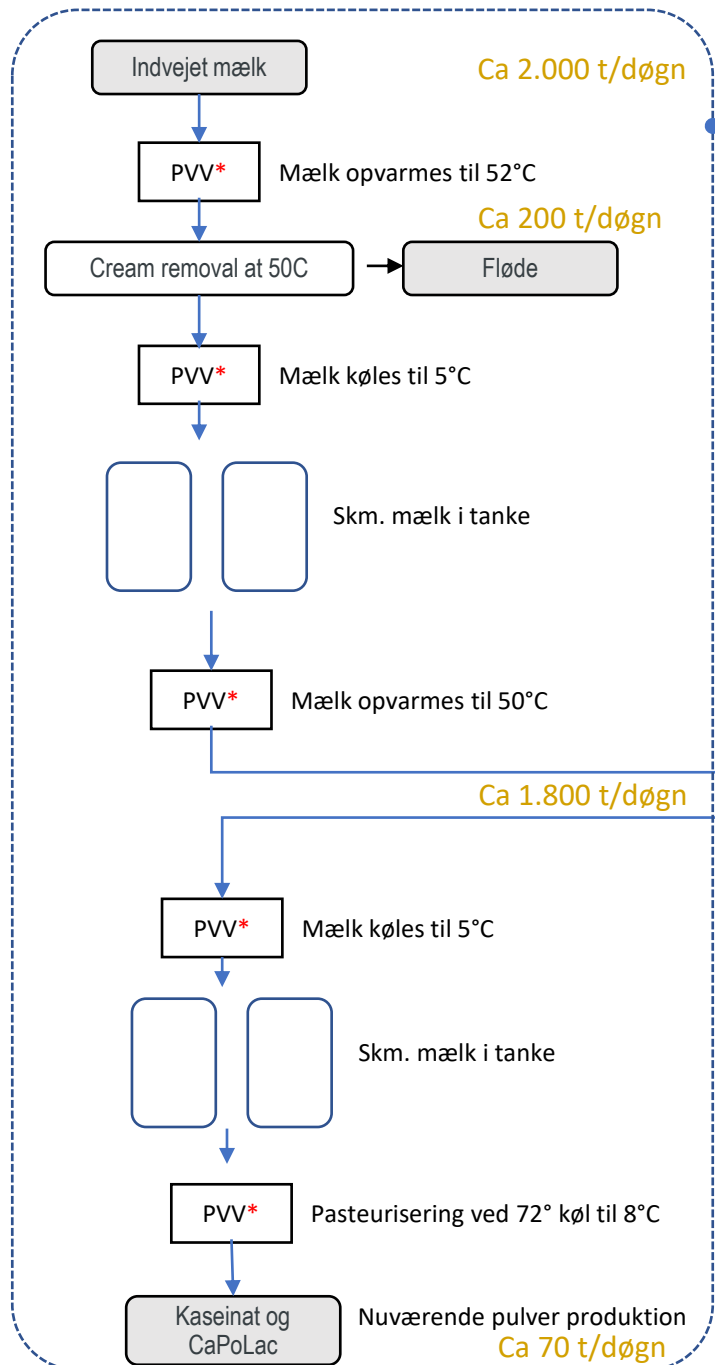 Indvejet mælk
Ca 2.000 t/døgn
PVV*
Mælk opvarmes til 52°C
Ca 200 t/døgn
Cream removal at 50C
Fløde
PVV*
Mælk køles til 5°C
Skm. mælk i tanke
PVV*
Mælk opvarmes til 50°C
Ca 1.800 t/døgn
PVV*
Mælk køles til 5°C
Skm. mælk i tanke
PVV*
Pasteurisering ved 72° køl til 8°C
Kaseinat og
CaPoLac
Nuværende pulver produktion
Ca 70 t/døgn